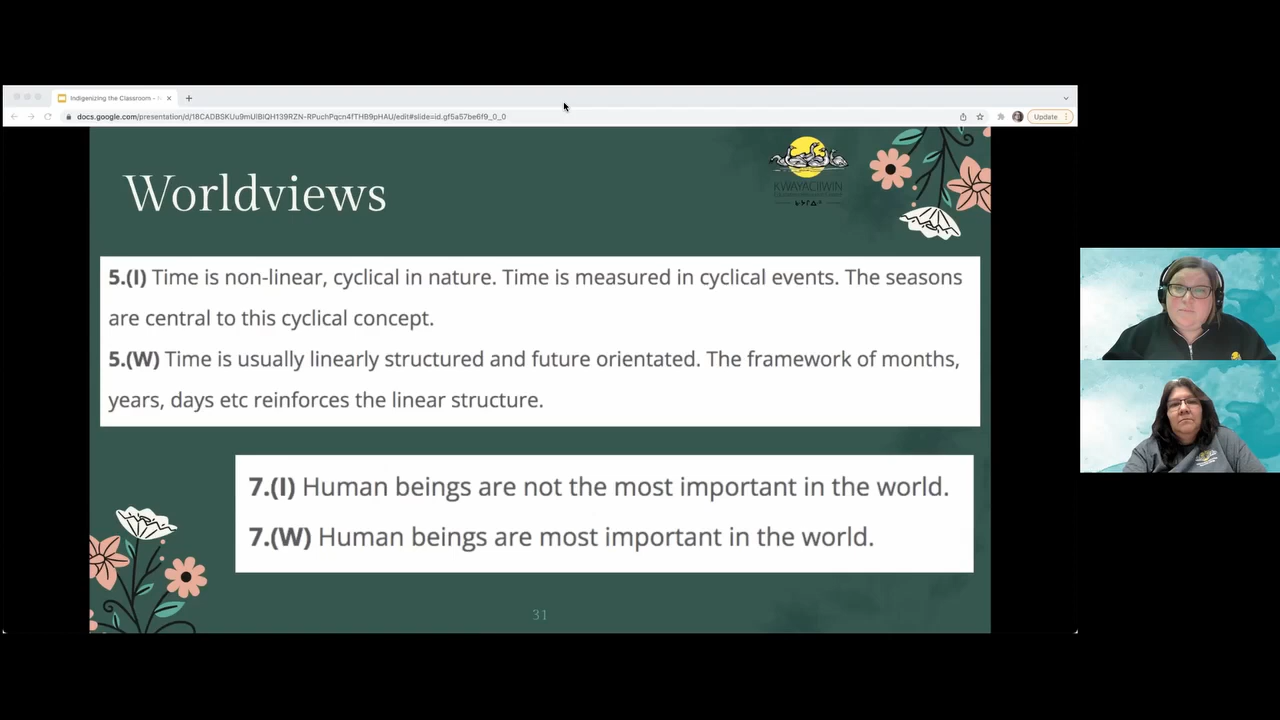 Indigenizing the Classroom -
docs.google.com/presentation/d/18CADBSKUu9mUIBIQH139RZN-RPuchPqcn4fTHB9pHAU/edit#slide=id.gf5a57be6f9_0_0
Update
Worldviews
KWAYACIIWIN
5.(I) Time is non-linear, cyclical in nature. Time is measured in cyclical events. The seasons
are central to this cyclical concept.
5.(W) Time is usually linearly structured and future orientated. The framework of months,
years, days etc reinforces the linear structure.
7.(I) Human beings are not the most important in the world.
7.(W) Human beings are most important in the world.
31